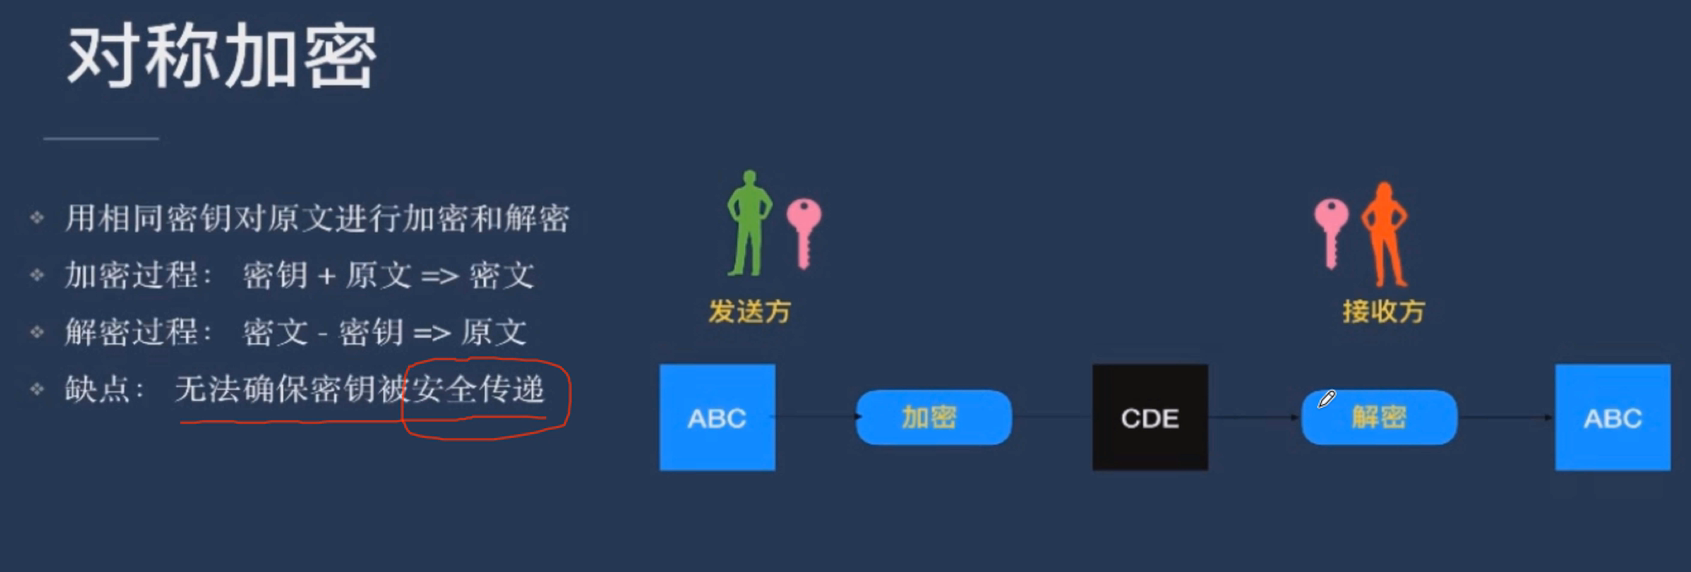 对称加密
用相同密钥对原文进行加密和解密
加密过程： 密钥 + 原文 => 密文
解密过程： 密文 - 密钥 => 原文
缺点： 无法确保密钥被安全传递
发送方
接收方
ABC
加密
CDE
解密
ABC